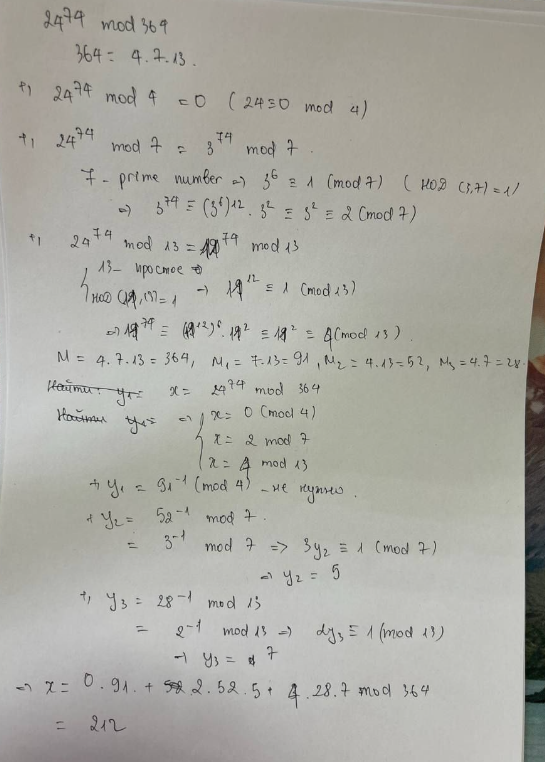 24^74 mod 364
364 = 4.7.13.
+, 24^74 mod 4 = 0 (24 ≡ 0 mod 4)
+, 24^74 mod 7 = 3^74 mod 7.
7 - prime number => 3^6 ≡ 1 (mod 7) (НОД (3,7) = 1)
=> 3^74 ≡ (3^6)^12 . 3^2 ≡ 3^2 ≡ 2 (mod 7)
+, 24^74 mod 13 = 11^74 mod 13
13 - простое
НОД (11,13) = 1 -> 11^12 ≡ 1 (mod 13)
=> 11^74 ≡ (11^12)^6 . 11^2 ≡ 11^2 ≡ 4 (mod 13).
M = 4.7.13 = 364, M1 = 7.13 = 91, M2 = 4.13 = 52, M3 = 4.7 = 28.
Найти: y1 = x = 24^74 mod 364
Найти y1 = => x = 0 (mod 4)
x = 2 mod 7
x = 4 mod 13
+, y1 = 91^-1 (mod 4) - не нужно.
+ y2 = 52^-1 mod 7.
= 3^-1 mod 7 => 3y2 ≡ 1 (mod 7)
=> y2 = 5
+, y3 = 28^-1 mod 13
= 2^-1 mod 13 => 2y3 ≡ 1 (mod 13)
-> y3 = 7
=> x = 0.91. + 2.52.5 + 4.28.7 mod 364
= 212